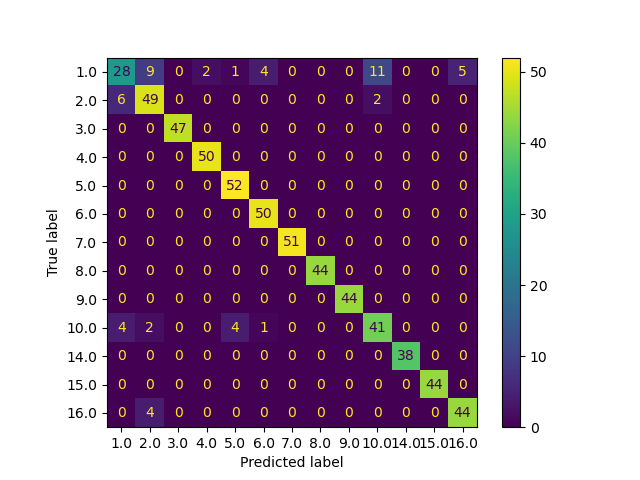 1.0 28 9 0 2 1 4 0 0 0 11 0 0 5
2.0 6 49 0 0 0 0 0 0 0 2 0 0 0
3.0 0 0 47 0 0 0 0 0 0 0 0 0 0
4.0 0 0 0 50 0 0 0 0 0 0 0 0 0
5.0 0 0 0 0 52 0 0 0 0 0 0 0 0
6.0 0 0 0 0 0 50 0 0 0 0 0 0 0
7.0 0 0 0 0 0 0 51 0 0 0 0 0 0
8.0 0 0 0 0 0 0 0 44 0 0 0 0 0
9.0 0 0 0 0 0 0 0 0 44 0 0 0 0
10.0 4 2 0 0 4 1 0 0 0 41 0 0 0
14.0 0 0 0 0 0 0 0 0 0 0 38 0 0
15.0 0 0 0 0 0 0 0 0 0 0 0 44 0
16.0 0 4 0 0 0 0 0 0 0 0 0 0 44
1.0 2.0 3.0 4.0 5.0 6.0 7.0 8.0 9.0 10.0 14.0 15.0 16.0
Predicted label
True label
50
40
30
20
10
0